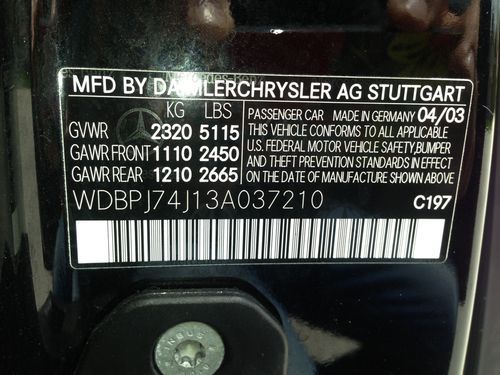 MFD BY DAIMLERCHRYSLER AG STUTTGART
KG LBS
GVWR 2320 5115
GAWR FRONT 1110 2450
GAWR REAR 1210 2665
PASSENGER CAR MADE IN GERMANY 04/03
THIS VEHICLE CONFORMS TO ALL APPLICABLE
U.S. FEDERAL MOTOR VEHICLE SAFETY, BUMPER
AND THEFT PREVENTION STANDARDS IN EFFECT
ON THE DATE OF MANUFACTURE SHOWN ABOVE
WDBPJ74J13A037210 C197